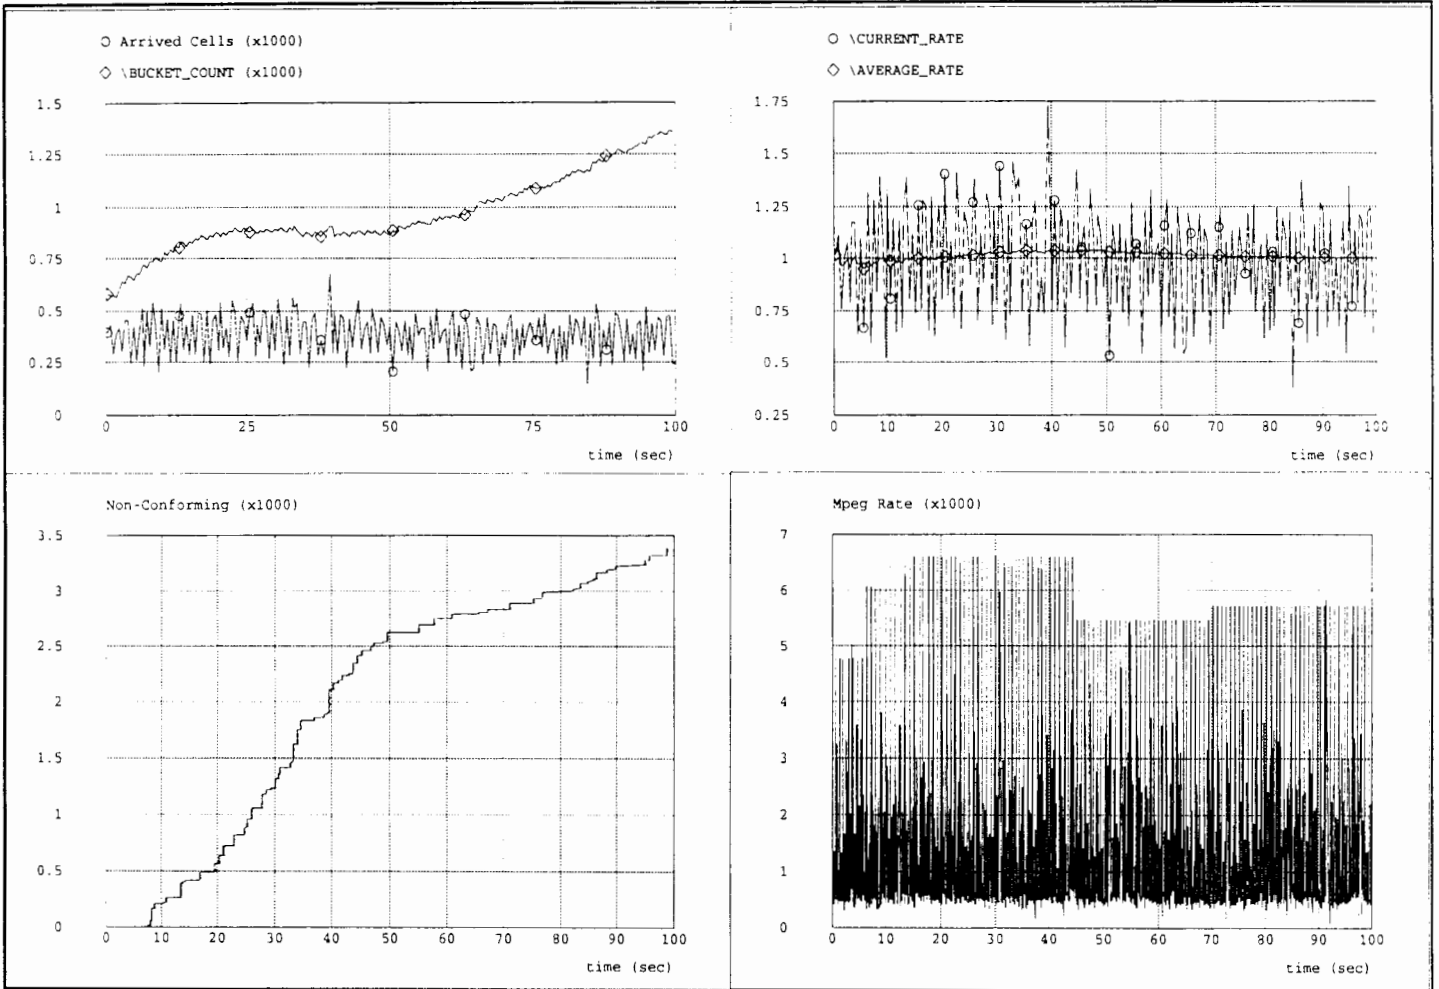 Arrived Cells (x1000)
\BUCKET_COUNT (x1000)
1.5
1.25
1
0.75
0.5
0.25
0
0 25 50 75 100
time (sec)
\CURRENT_RATE
\AVERAGE_RATE
1.75
1.5
1.25
1
0.75
0.5
0.25
0 10 20 30 40 50 60 70 80 90 100
time (sec)
Non-Conforming (x1000)
3.5
3
2.5
2
1.5
1
0.5
0
0 10 20 30 40 50 60 70 80 90 100
time (sec)
Mpeg Rate (x1000)
7
6
5
4
3
2
1
0
0 10 20 30 40 50 60 70 80 90 100
time (sec)